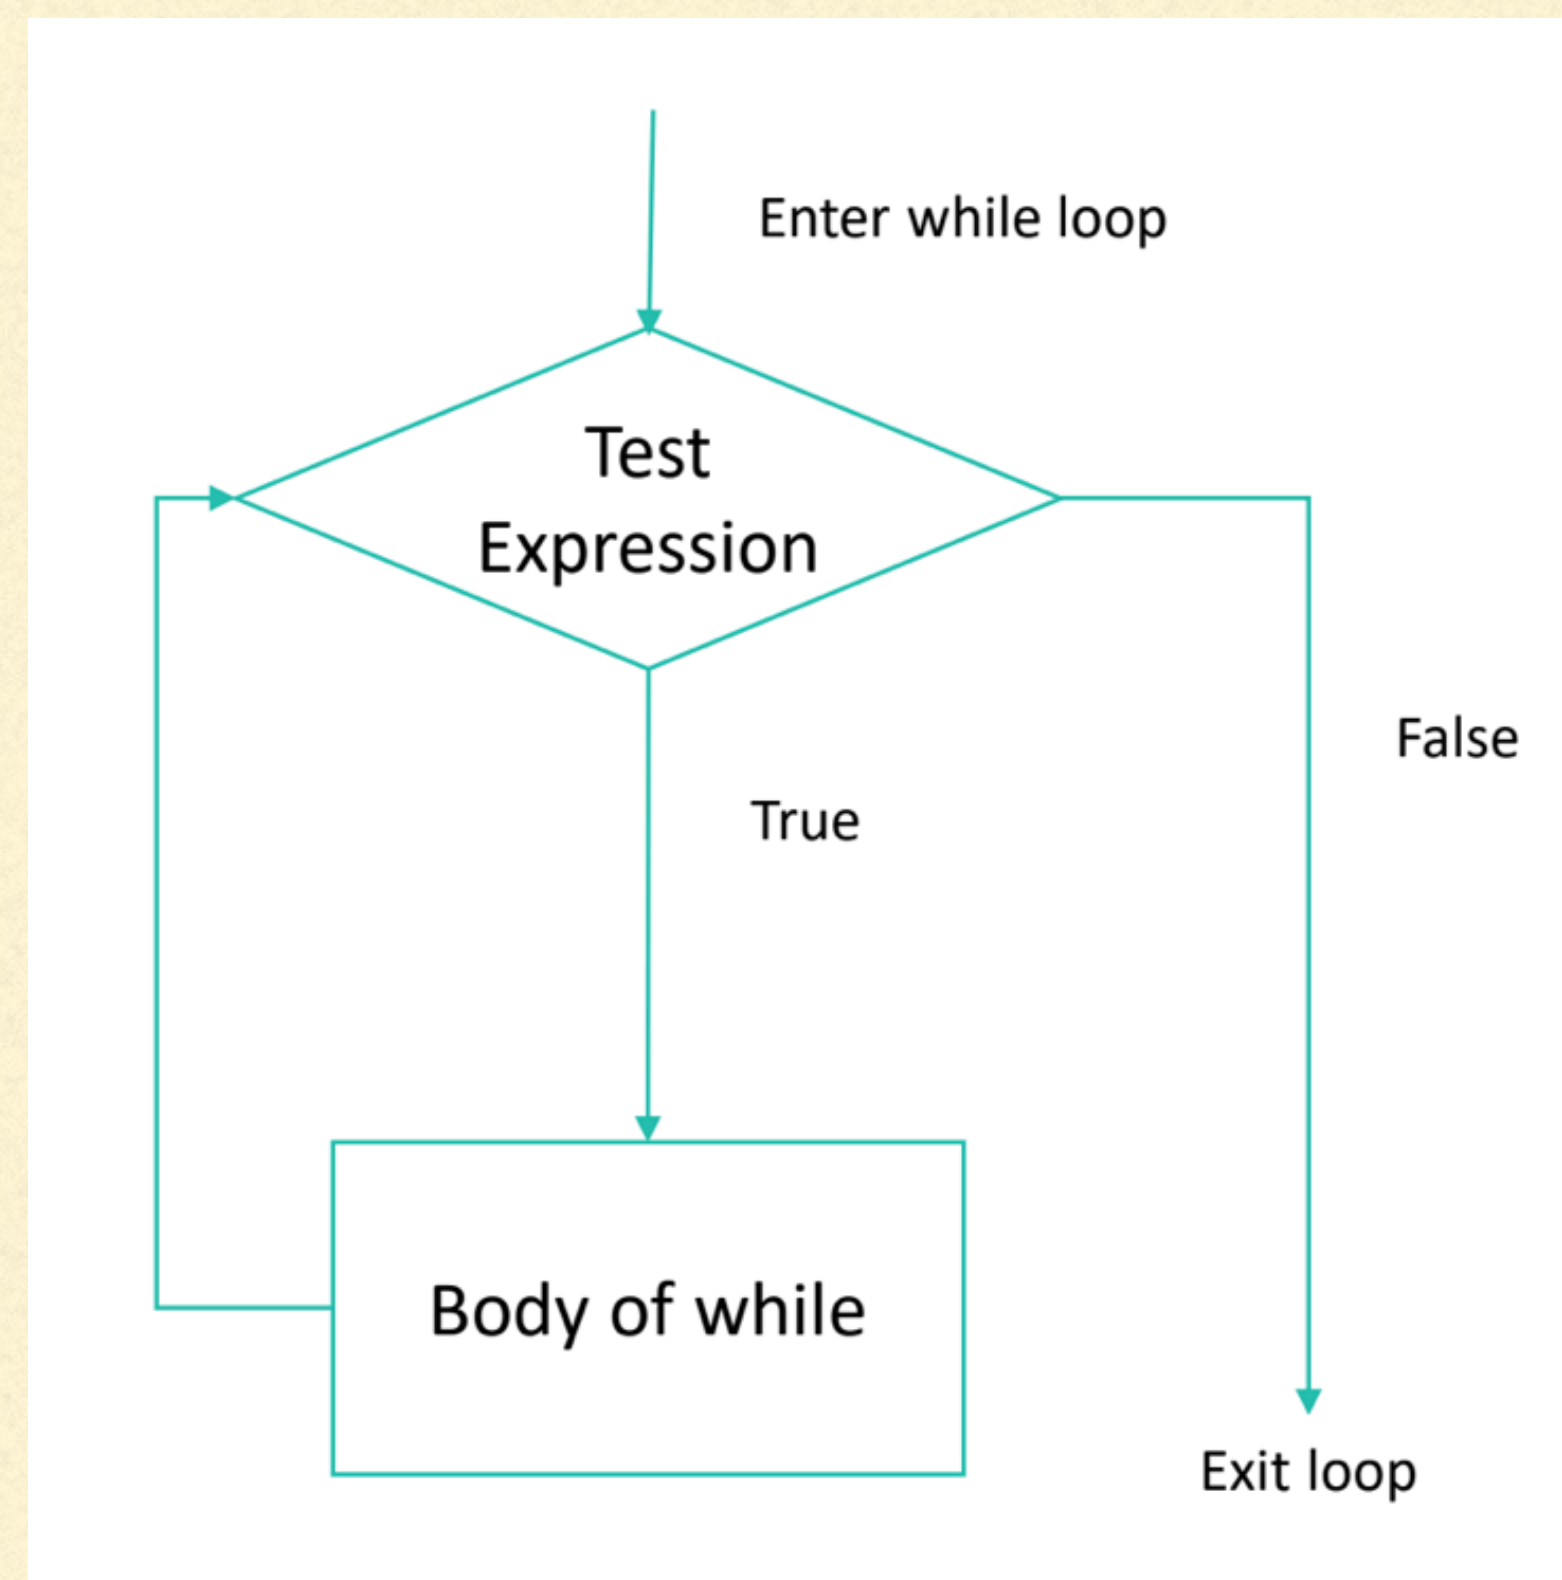 Enter while loop
Test
Expression
True
False
Body of while
Exit loop